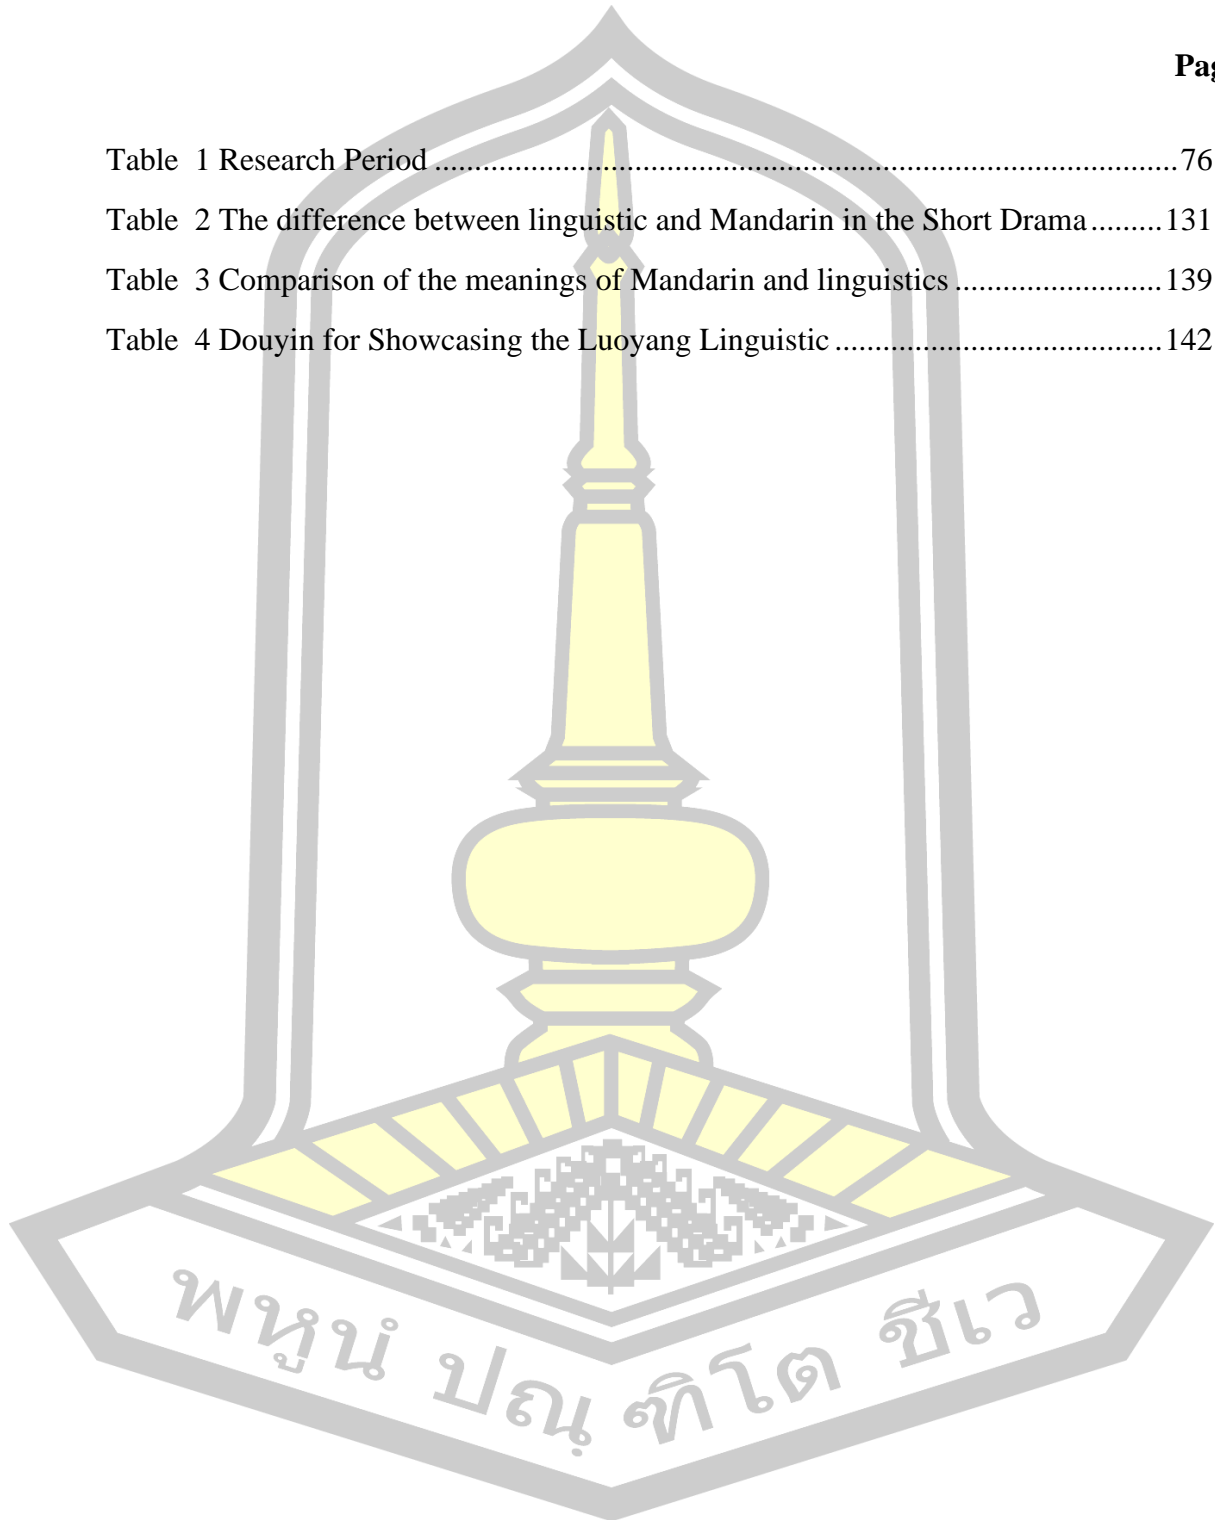 Pag
Table 1 Research Period ............................................................................................. 76
Table 2 The difference between linguistic and Mandarin in the Short Drama ......... 131
Table 3 Comparison of the meanings of Mandarin and linguistics .......................... 139
Table 4 Douyin for Showcasing the Luoyang Linguistic ......................................... 142
พหูนํ ปณฺฑิโต ชีเว